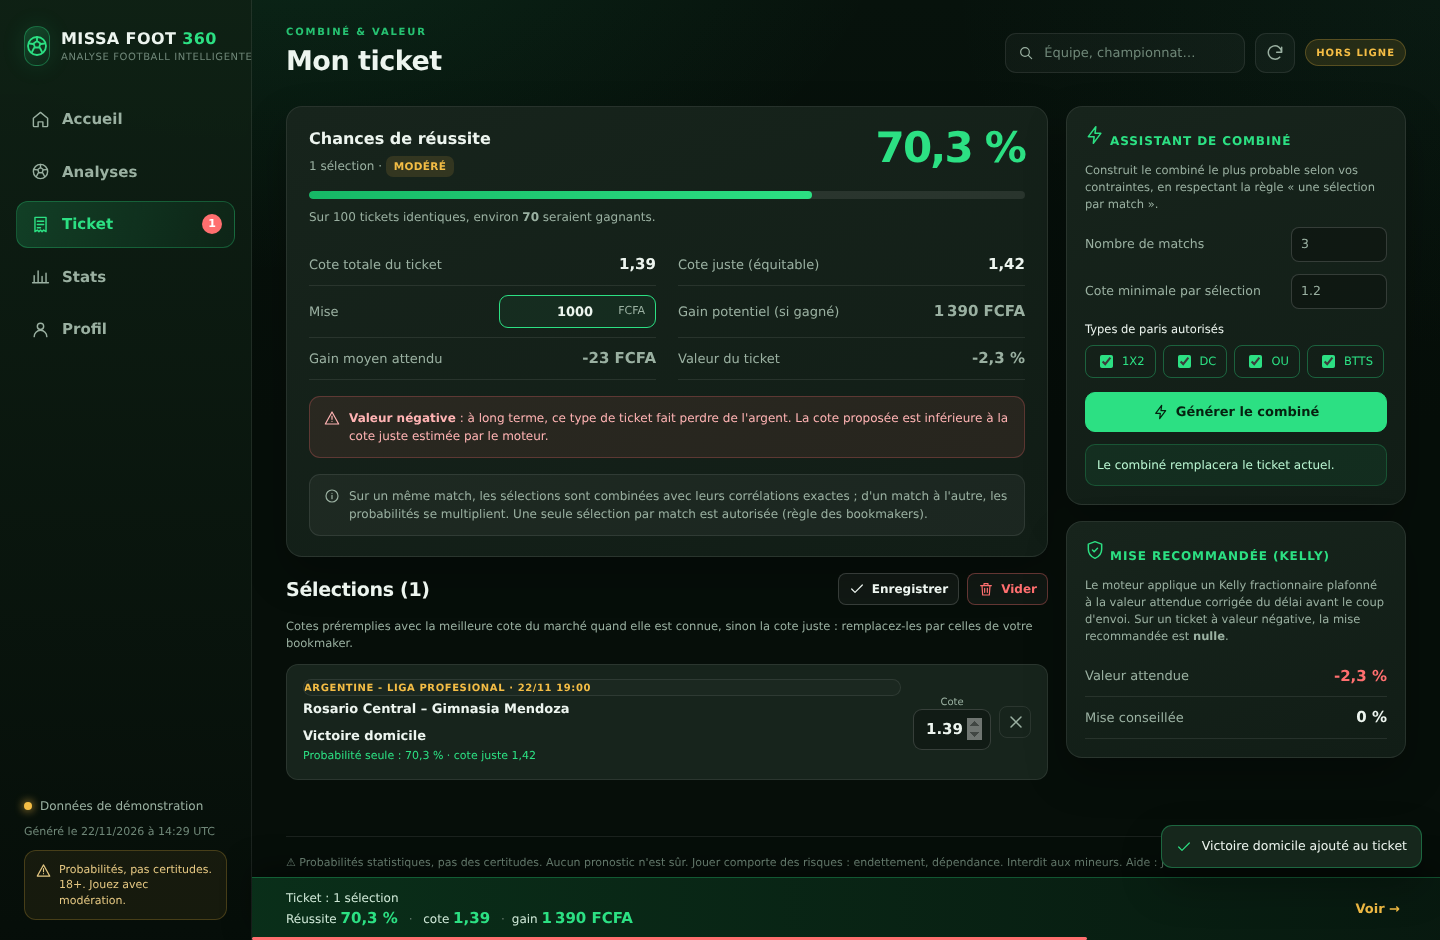 MISSA FOOT 360
ANALYSE FOOTBALL INTELLIGENTE
Accueil
Analyses
Ticket
1
Stats
Profil
Données de démonstration
Généré le 22/11/2026 à 14:29 UTC
Probabilités, pas certitudes.
18+. Jouez avec
modération.
COMBINÉ & VALEUR
Mon ticket
Équipe, championnat...
HORS LIGNE
Chances de réussite
70,3 %
1 sélection · MODÉRÉ
Sur 100 tickets identiques, environ 70 seraient gagnants.
Cote totale du ticket 1,39
Cote juste (équitable) 1,42
Mise 1000 FCFA
Gain potentiel (si gagné) 1 390 FCFA
Gain moyen attendu -23 FCFA
Valeur du ticket -2,3 %
Valeur négative : à long terme, ce type de ticket fait perdre de l'argent. La cote proposée est inférieure à la
cote juste estimée par le moteur.
Sur un même match, les sélections sont combinées avec leurs corrélations exactes ; d'un match à l'autre, les
probabilités se multiplient. Une seule sélection par match est autorisée (règle des bookmakers).
Sélections (1)
Enregistrer
Vider
Cotes préremplies avec la meilleure cote du marché quand elle est connue, sinon la cote juste : remplacez-les par celles de votre
bookmaker.
ARGENTINE - LIGA PROFESIONAL · 22/11 19:00
Rosario Central – Gimnasia Mendoza
Victoire domicile
Probabilité seule : 70,3 % · cote juste 1,42
Cote
1.39
ASSISTANT DE COMBINÉ
Construit le combiné le plus probable selon vos
contraintes, en respectant la règle « une sélection
par match ».
Nombre de matchs 3
Cote minimale par sélection 1.2
Types de paris autorisés
1X2 DC OU BTTS
Générer le combiné
Le combiné remplacera le ticket actuel.
MISE RECOMMANDÉE (KELLY)
Le moteur applique un Kelly fractionnaire plafonné
à la valeur attendue corrigée du délai avant le coup
d'envoi. Sur un ticket à valeur négative, la mise
recommandée est nulle.
Valeur attendue -2,3 %
Mise conseillée 0 %
⚠ Probabilités statistiques, pas des certitudes. Aucun pronostic n'est sûr. Jouer comporte des risques : endettement, dépendance. Interdit aux mineurs. Aide :
Victoire domicile ajouté au ticket
Ticket : 1 sélection
Réussite 70,3 % · cote 1,39 · gain 1 390 FCFA
Voir →